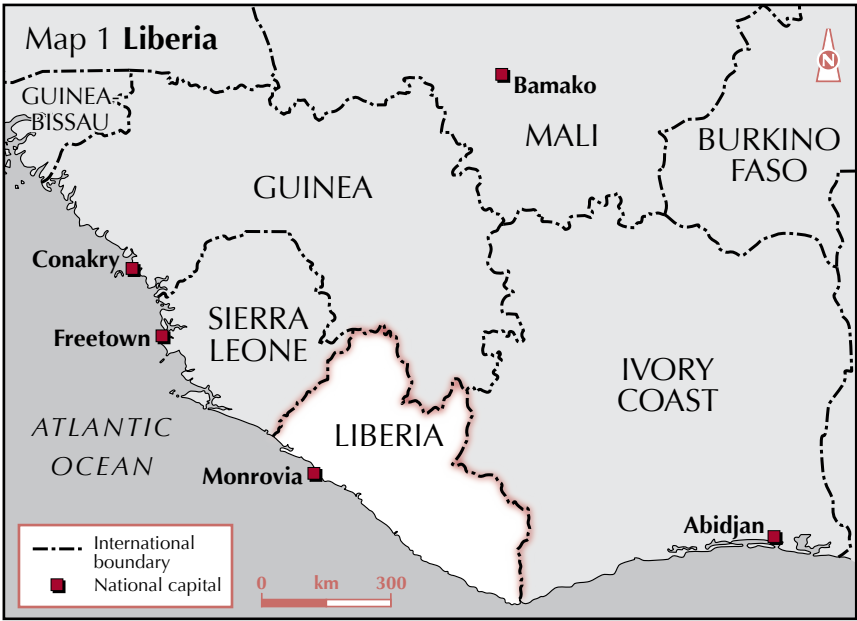 Map 1 Liberia
N
GUINEA-
BISSAU
Bamako
MALI
BURKINO
FASO
GUINEA
Conakry
Freetown
SIERRA
LEONE
IVORY
COAST
ATLANTIC
OCEAN
LIBERIA
Monrovia
Abidjan
International
boundary
National capital
0 km 300